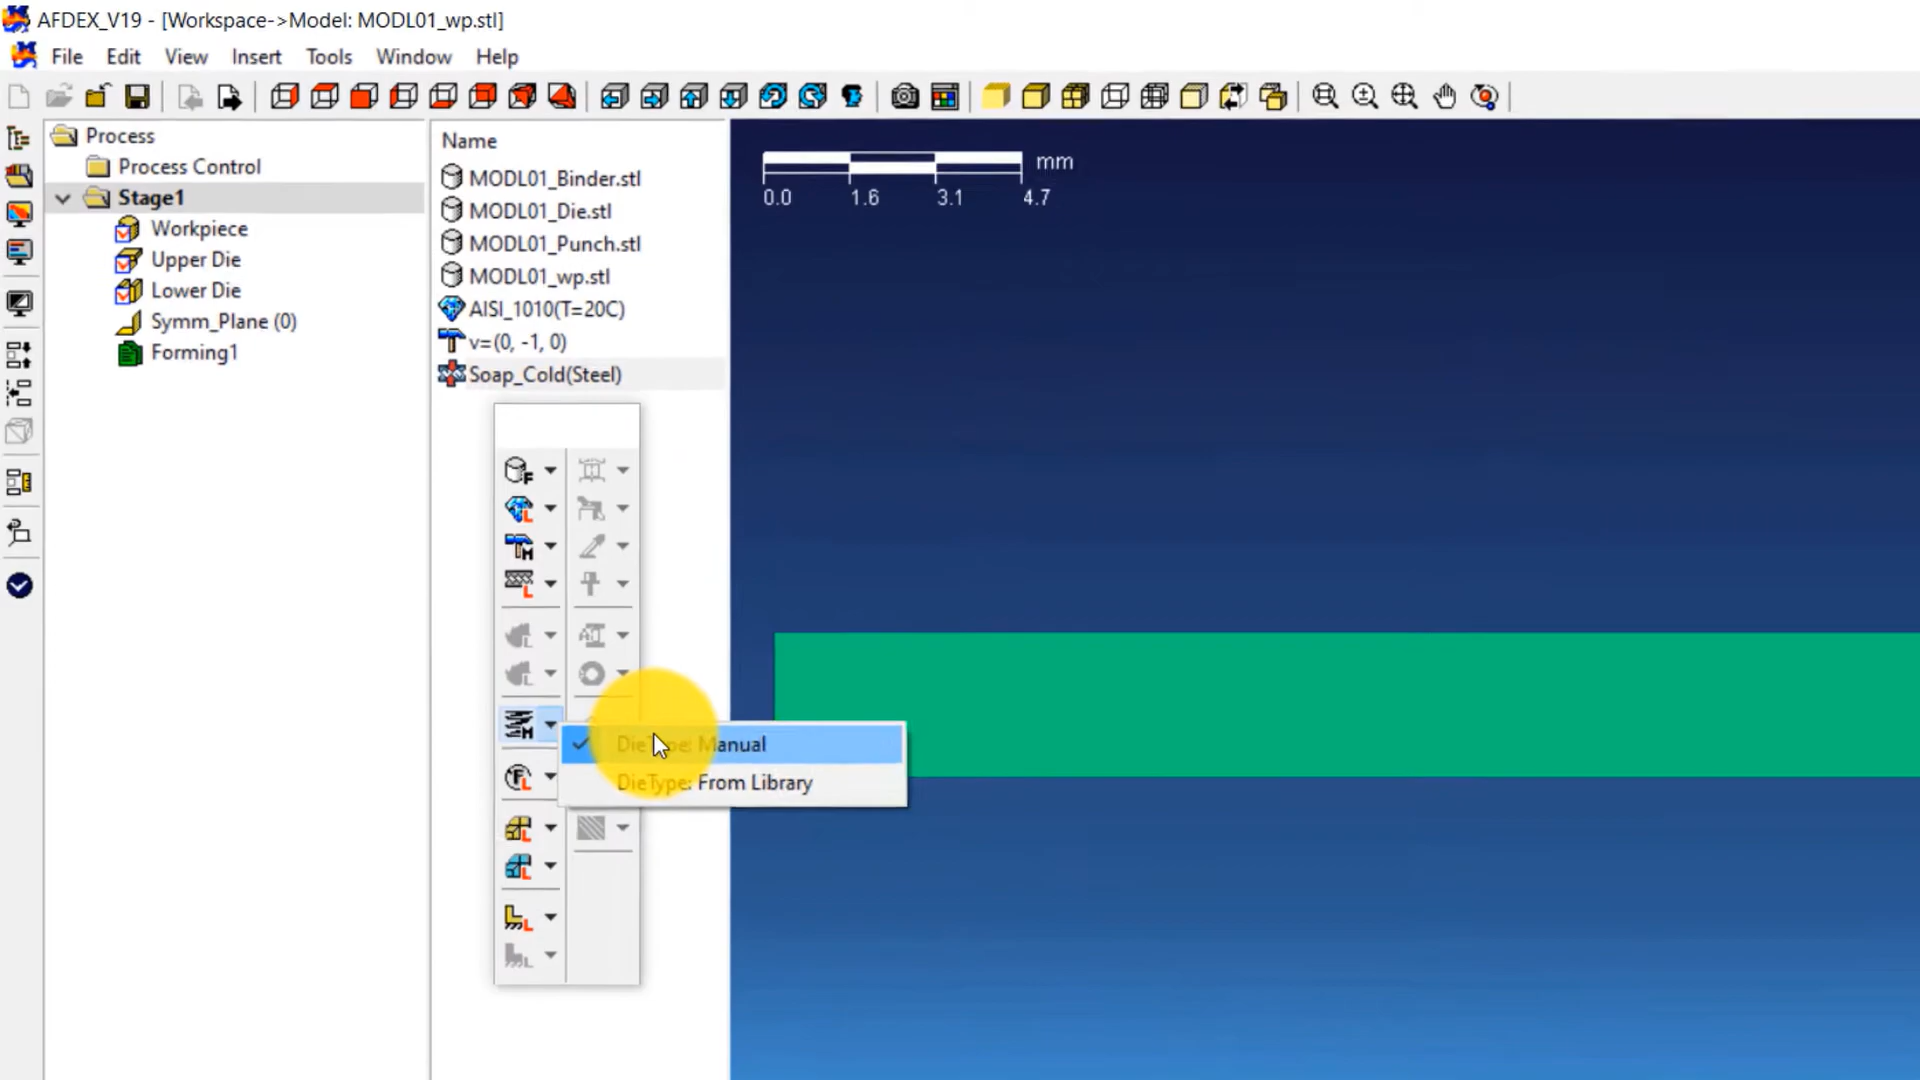 AFDEX_V19 - [Workspace->Model: MODL01_wp.stl]
File Edit View Insert Tools Window Help
Process
Process Control
Stage1
Workpiece
Upper Die
Lower Die
Symm_Plane (0)
Forming1
Name
MODL01_Binder.stl
MODL01_Die.stl
MODL01_Punch.stl
MODL01_wp.stl
AISI_1010(T=20C)
v=(0, -1, 0)
Soap_Cold(Steel)
mm
0.0 1.6 3.1 4.7
DieType: Manual
DieType: From Library